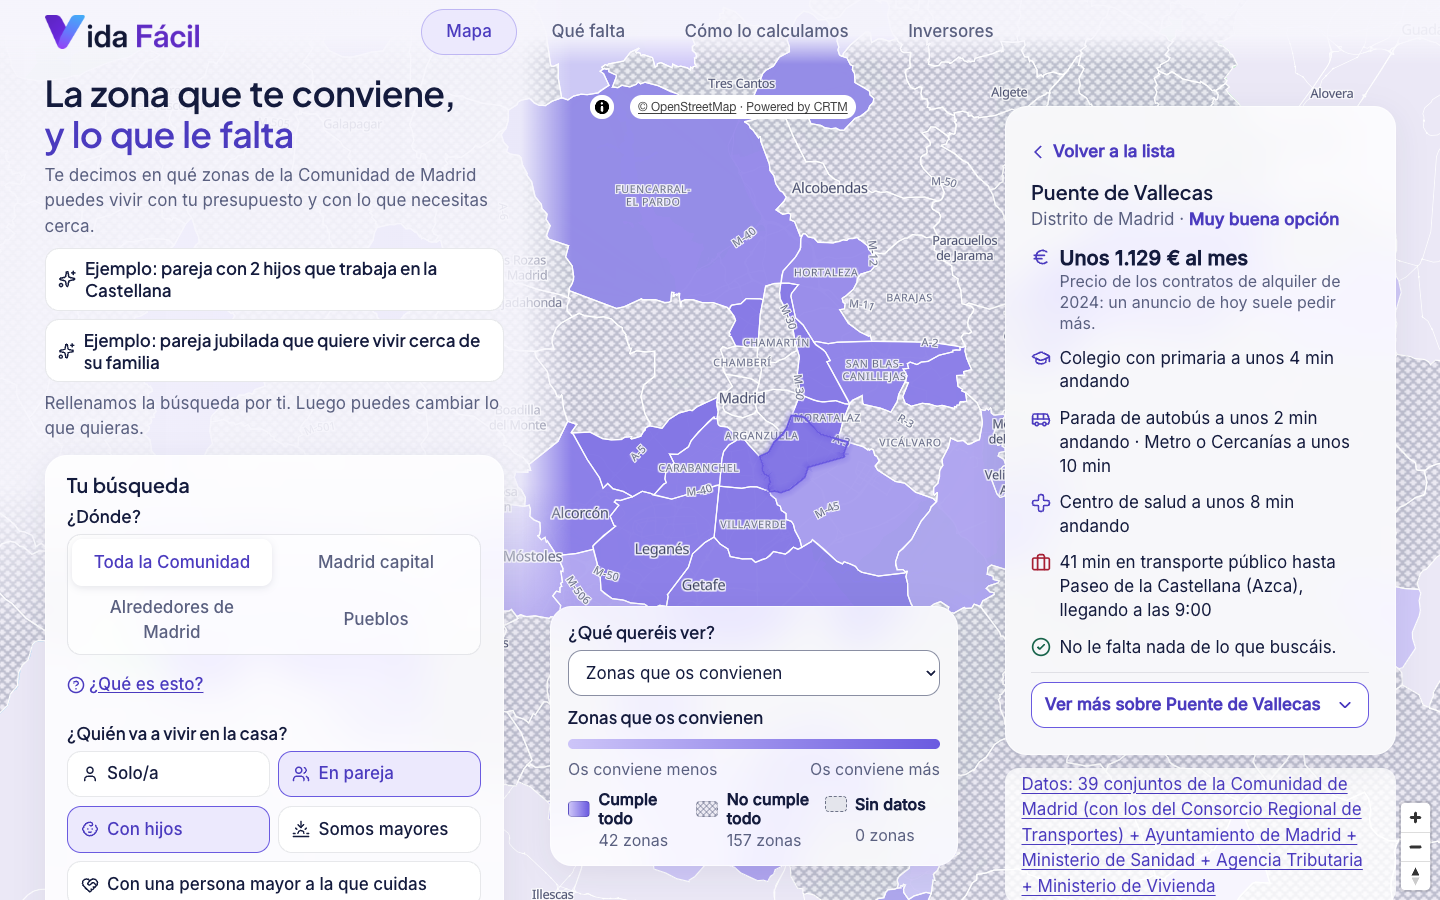 Vida Fácil
Mapa
Qué falta
Cómo lo calculamos
Inversores
La zona que te conviene,
y lo que le falta
Te decimos en qué zonas de la Comunidad de Madrid
puedes vivir con tu presupuesto y con lo que necesitas
cerca.
Ejemplo: pareja con 2 hijos que trabaja en la
Castellana
Ejemplo: pareja jubilada que quiere vivir cerca de
su familia
Rellenamos la búsqueda por ti. Luego puedes cambiar lo
que quieras.
Tu búsqueda
¿Dónde?
Toda la Comunidad
Madrid capital
Alrededores de
Madrid
Pueblos
¿Qué es esto?
¿Quién va a vivir en la casa?
Solo/a
En pareja
Con hijos
Somos mayores
Con una persona mayor a la que cuidas
Galapagar
Tres Cantos
© OpenStreetMap · Powered by CRTM
Algete
Alovera
FUENCARRAL-
EL PARDO
Alcobendas
M-50
M-40
M-12
Paracuellos
de Jarama
HORTALEZA
BARAJAS
M-30
M-11
CHAMARTÍN
A-2
CHAMBERÍ
SAN BLAS-
CANILLEJAS
M-30
Madrid
MORATALAZ
R-3
ARGANZUELA
VICÁLVARO
A-5
CARABANCHEL
M-40
Alcorcón
VILLAVERDE
M-45
Móstoles
Leganés
M-50
Getafe
M-506
Illescas
¿Qué queréis ver?
Zonas que os convienen
Zonas que os convienen
Os conviene menos
Os conviene más
Cumple
todo
42 zonas
No cumple
todo
157 zonas
Sin datos
0 zonas
Volver a la lista
Puente de Vallecas
Distrito de Madrid · Muy buena opción
Unos 1.129 € al mes
Precio de los contratos de alquiler de
2024: un anuncio de hoy suele pedir
más.
Colegio con primaria a unos 4 min
andando
Parada de autobús a unos 2 min
andando · Metro o Cercanías a unos
10 min
Centro de salud a unos 8 min
andando
41 min en transporte público hasta
Paseo de la Castellana (Azca),
llegando a las 9:00
No le falta nada de lo que buscáis.
Ver más sobre Puente de Vallecas
Datos: 39 conjuntos de la Comunidad de
Madrid (con los del Consorcio Regional de
Transportes) + Ayuntamiento de Madrid +
Ministerio de Sanidad + Agencia Tributaria
+ Ministerio de Vivienda